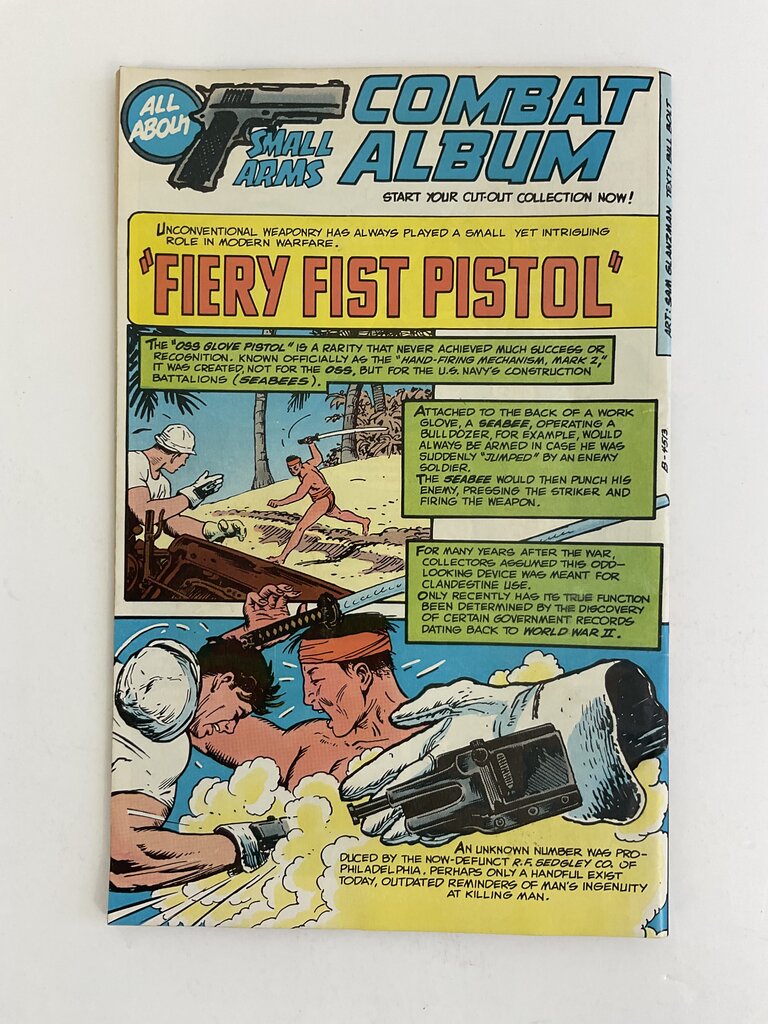 ALL
ABOUT
SMALL
ARMS
COMBAT
ALBUM
START YOUR CUT-OUT COLLECTION NOW!
UNCONVENTIONAL WEAPONRY HAS ALWAYS PLAYED A SMALL YET INTRIGUING
ROLE IN MODERN WARFARE.
"FIERY FIST PISTOL"
ART: SAM GLANZMAN TEXT: BILL BOLT
THE "OSS GLOVE PISTOL" IS A RARITY THAT NEVER ACHIEVED MUCH SUCCESS OR
RECOGNITION. KNOWN OFFICIALLY AS THE "HAND-FIRING MECHANISM, MARK 2,"
IT WAS CREATED, NOT FOR THE OSS, BUT FOR THE U.S. NAVY'S CONSTRUCTION
BATTALIONS (SEABEES).
ATTACHED TO THE BACK OF A WORK
GLOVE, A SEABEE, OPERATING A
BULLDOZER, FOR EXAMPLE, WOULD
ALWAYS BE ARMED IN CASE HE WAS
SUDDENLY "JUMPED" BY AN ENEMY
SOLDIER.
THE SEABEE WOULD THEN PUNCH HIS
ENEMY, PRESSING THE STRIKER AND
FIRING THE WEAPON.
B-4573
FOR MANY YEARS AFTER THE WAR,
COLLECTORS ASSUMED THIS ODD-
LOOKING DEVICE WAS MEANT FOR
CLANDESTINE USE.
ONLY RECENTLY HAS ITS TRUE FUNCTION
BEEN DETERMINED BY THE DISCOVERY
OF CERTAIN GOVERNMENT RECORDS
DATING BACK TO WORLD WAR II.
AN UNKNOWN NUMBER WAS PRO-
DUCED BY THE NOW-DEFUNCT R.F. SEDGLEY CO. OF
PHILADELPHIA. PERHAPS ONLY A HANDFUL EXIST
TODAY, OUTDATED REMINDERS OF MAN'S INGENUITY
AT KILLING MAN.